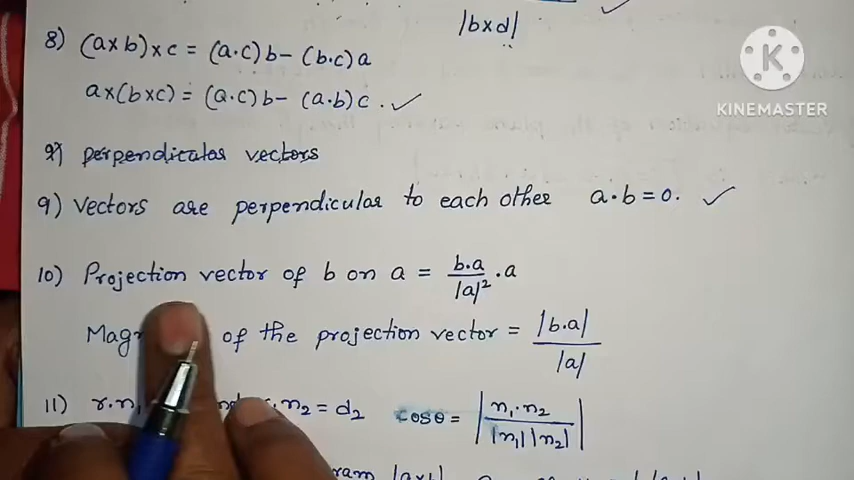 |b×d|
8) (a×b)×c = (a·c)b - (b·c)a
a×(b×c) = (a·c)b - (a·b)c.
KINEMASTER
9) perpendicular vectors
9) vectors are perpendicular to each other a·b=0.
10) Projection vector of b on a = b·a/|a|² · a
of the projection vector = |b·a|/|a|
11) r·n₁ n₂ = d₂ cosθ = |n₁·n₂/|n₁||n₂||